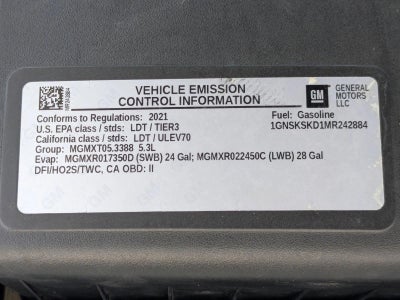 VEHICLE EMISSION
CONTROL INFORMATION
GM
GENERAL
MOTORS
LLC
Conforms to Regulations: 2021
Fuel: Gasoline
U.S. EPA class / stds: LDT / TIER3
1GNSKSKD1MR242884
California class / stds: LDT / ULEV70
Group: MGMXT05.3388 5.3L
Evap: MGMXR017350D (SWB) 24 Gal; MGMXR022450C (LWB) 28 Gal
DFI/HO2S/TWC, CA OBD: II